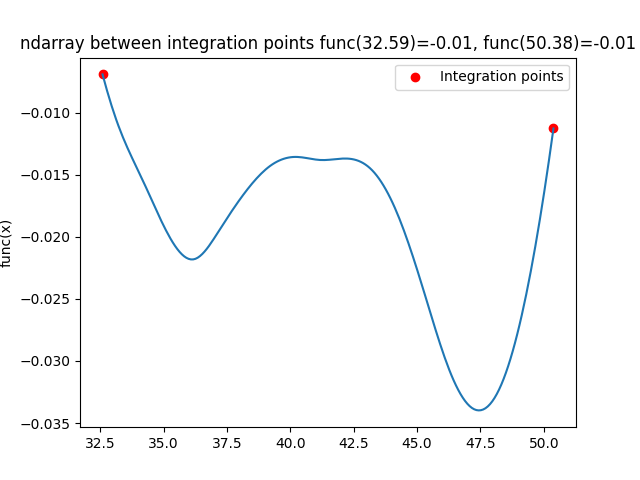 ndarray between integration points func(32.59)=-0.01, func(50.38)=-0.01
Integration points
func(x)
−0.010
−0.015
−0.020
−0.025
−0.030
−0.035
32.5 35.0 37.5 40.0 42.5 45.0 47.5 50.0